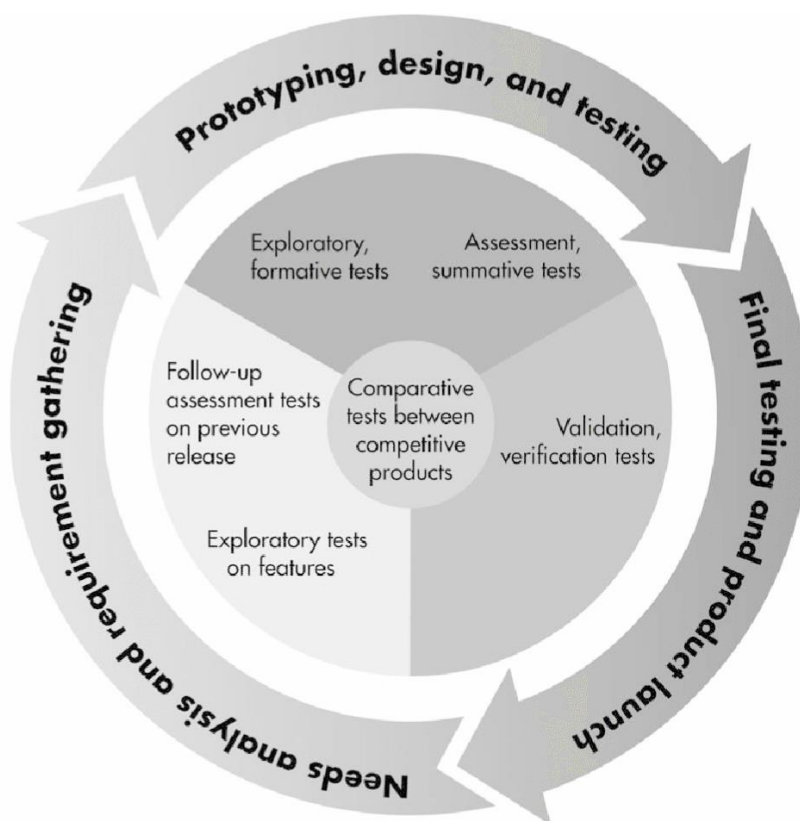 Prototyping, design, and testing
Exploratory,
formative tests
Assessment,
summative tests
Final testing and product launch
Follow-up
assessment tests
on previous
release
Comparative
tests between
competitive
products
Validation,
verification tests
Exploratory tests
on features
Needs analysis and requirement gathering